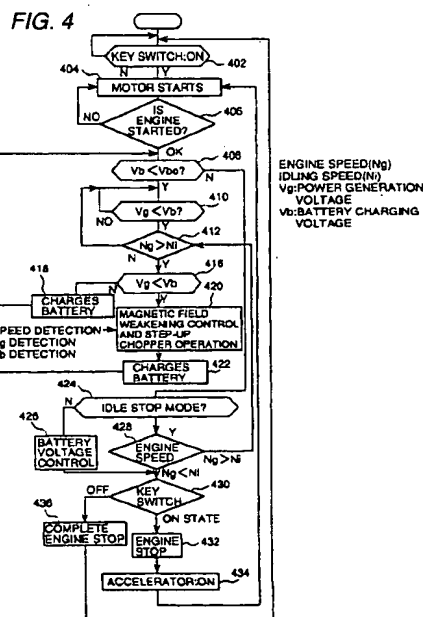 FIG. 4
KEY SWITCH:ON
402
N
Y
404
MOTOR STARTS
IS
ENGINE
STARTED?
406
NO
OK
408
Vb<Vbo?
N
Y
410
Vg<Vb?
NO
Y
412
Ng>Ni
N
Y
416
Vg<Vb
418
N
Y
420
CHARGES
BATTERY
MAGNETIC FIELD
WEAKENING CONTROL
AND STEP-UP
CHOPPER OPERATION
PEED DETECTION
g DETECTION
b DETECTION
CHARGES
BATTERY
422
424
IDLE STOP MODE?
N
Y
426
428
BATTERY
VOLTAGE
CONTROL
ENGINE
SPEED
Ng>Ni
Ng<Ni
430
OFF
KEY
SWITCH
436
ON STATE
COMPLETE
ENGINE STOP
ENGINE
STOP
432
ACCELERATOR:ON
434
ENGINE SPEED(Ng)
IDLING SPEED(Ni)
Vg:POWER GENERATION
VOLTAGE
Vb:BATTERY CHARGING
VOLTAGE